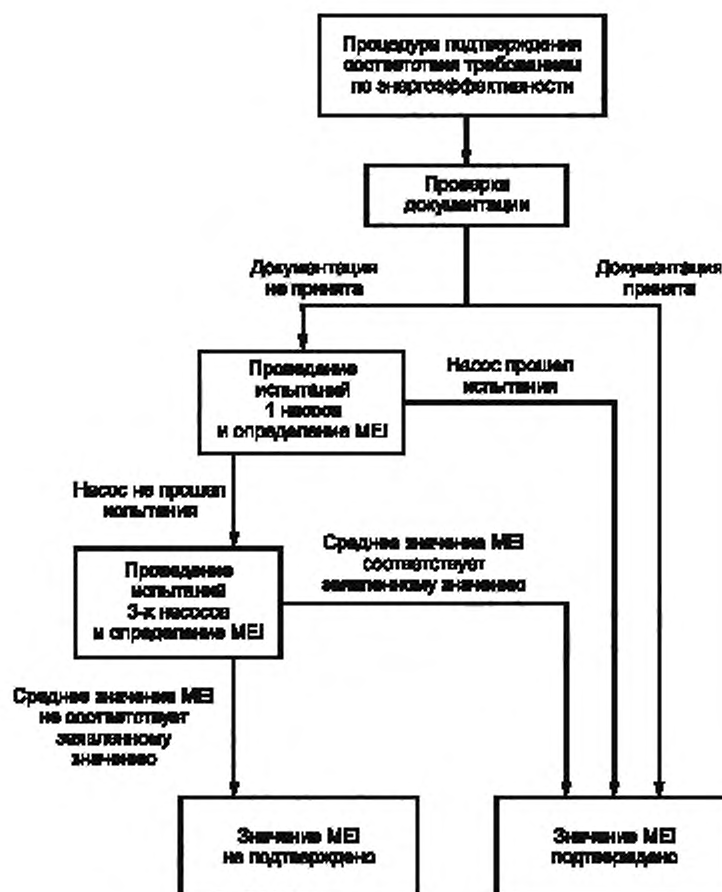 Процедура подтверждения
соответствия требованиям
по энергоэффективности
Проверка
документации
Документация
не принята
Документация
принята
Проведение
испытаний
1 насоса
и определение MEI
Насос прошел
испытания
Насос не прошел
испытания
Проведение
испытаний
3-х насосов
и определение MEI
Среднее значение MEI
соответствует
заявленному значению
Среднее значение MEI
не соответствует
заявленному
значению
Значение MEI
не подтверждено
Значение MEI
подтверждено